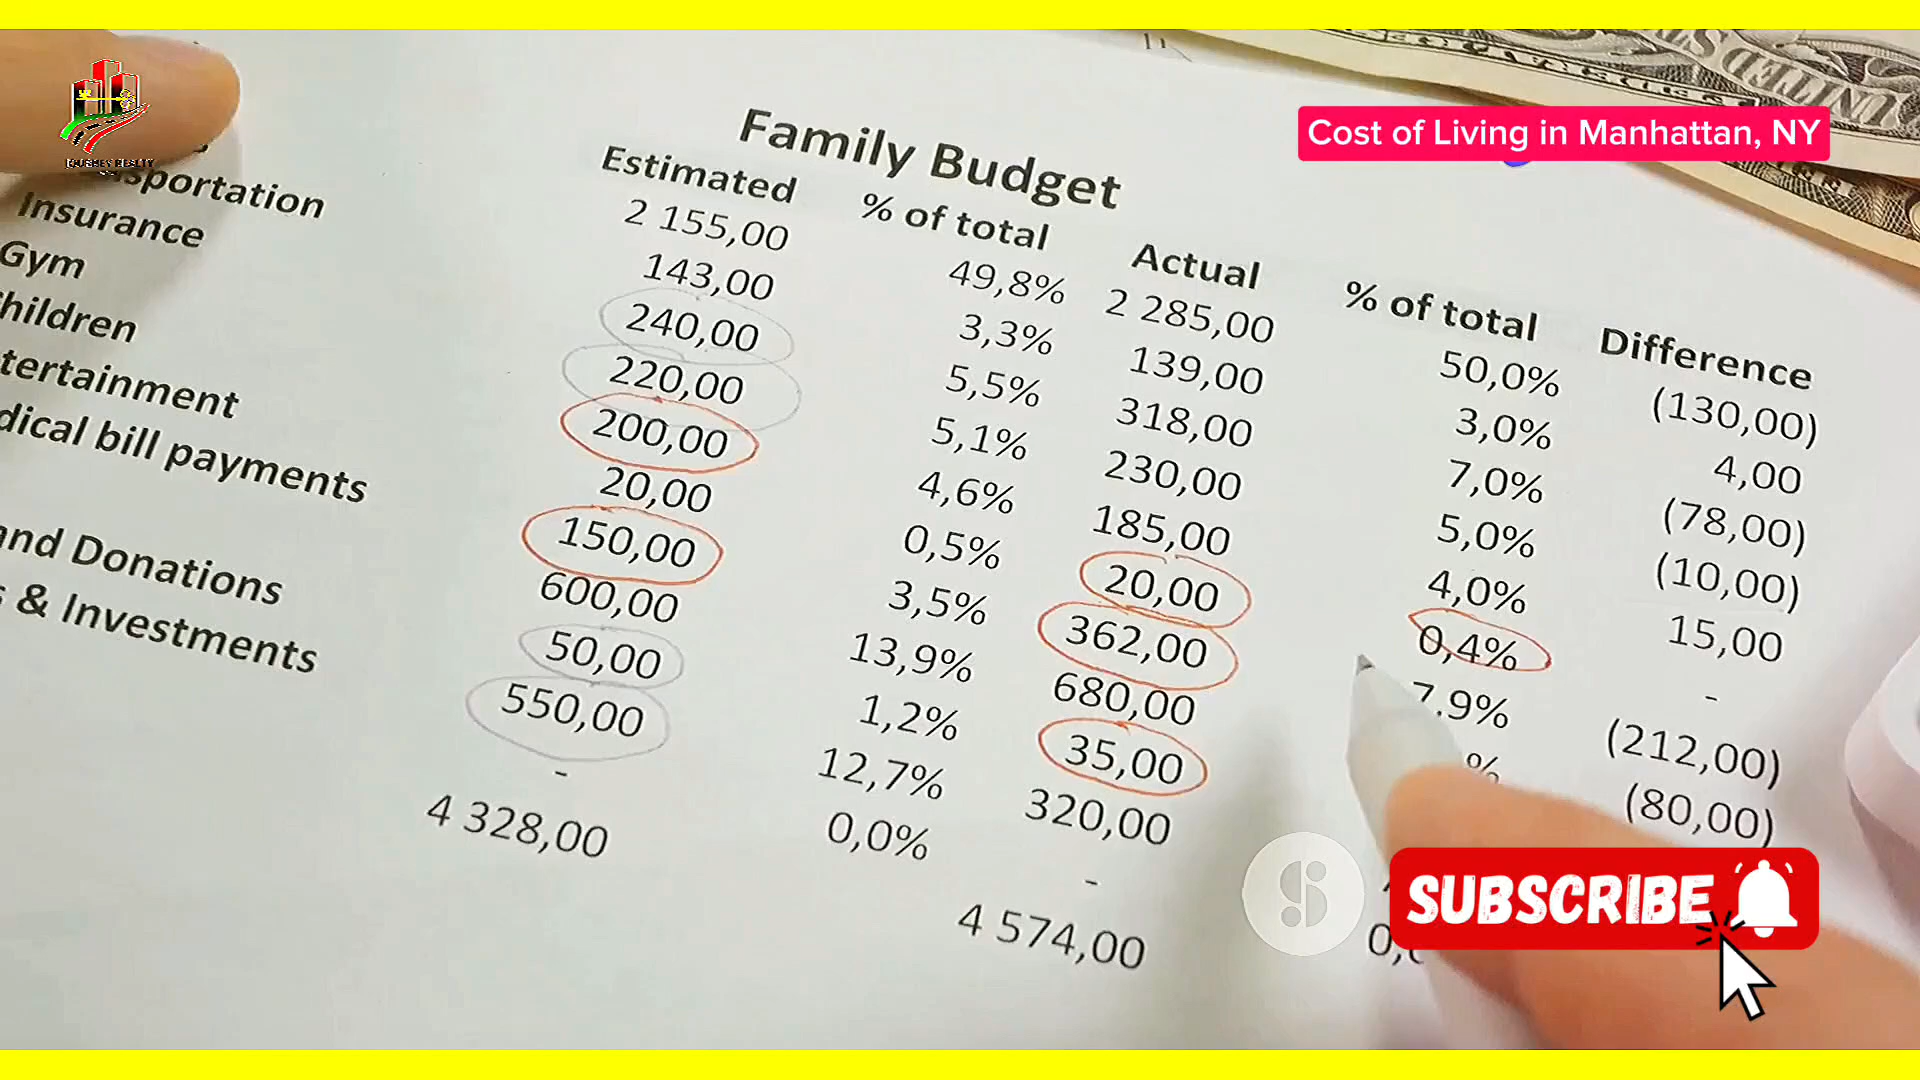 Cost of Living in Manhattan, NY
Family Budget
Estimated % of total Actual % of total Difference
2 155,00 49,8% 2 285,00 50,0% (130,00)
Insurance 143,00 3,3% 139,00 3,0% 4,00
Gym 240,00 5,5% 318,00 7,0% (78,00)
hildren 220,00 5,1% 230,00 5,0% (10,00)
tertainment 200,00 4,6% 185,00 4,0% 15,00
dical bill payments 20,00 0,5% 20,00 0,4% -
150,00 3,5% 362,00 7.9% (212,00)
and Donations 600,00 13,9% 680,00 % (80,00)
& Investments 50,00 1,2% 35,00
550,00 12,7% 320,00
- 0,0% -
4 328,00 4 574,00
SUBSCRIBE